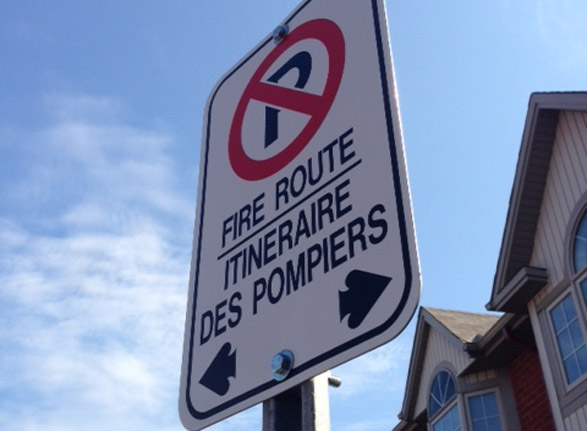 P
FIRE ROUTE
ITINERAIRE
DES POMPIERS